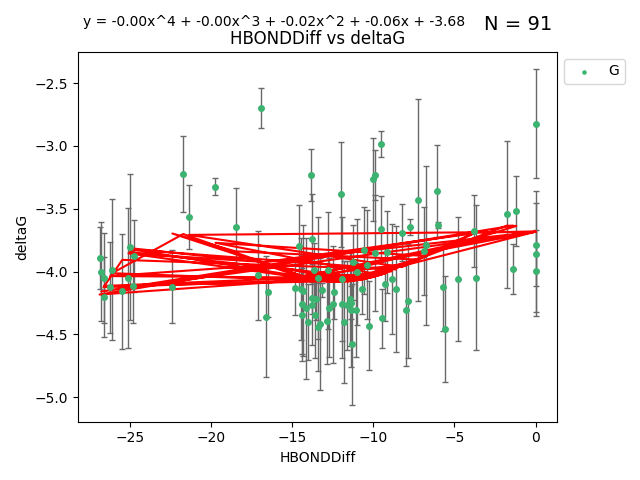 y = -0.00x^4 + -0.00x^3 + -0.02x^2 + -0.06x + -3.68
N = 91
HBONDDiff vs deltaG
G
−2.5
−3.0
−3.5
−4.0
−4.5
−5.0
deltaG
−25
−20
−15
−10
−5
0
HBONDDiff